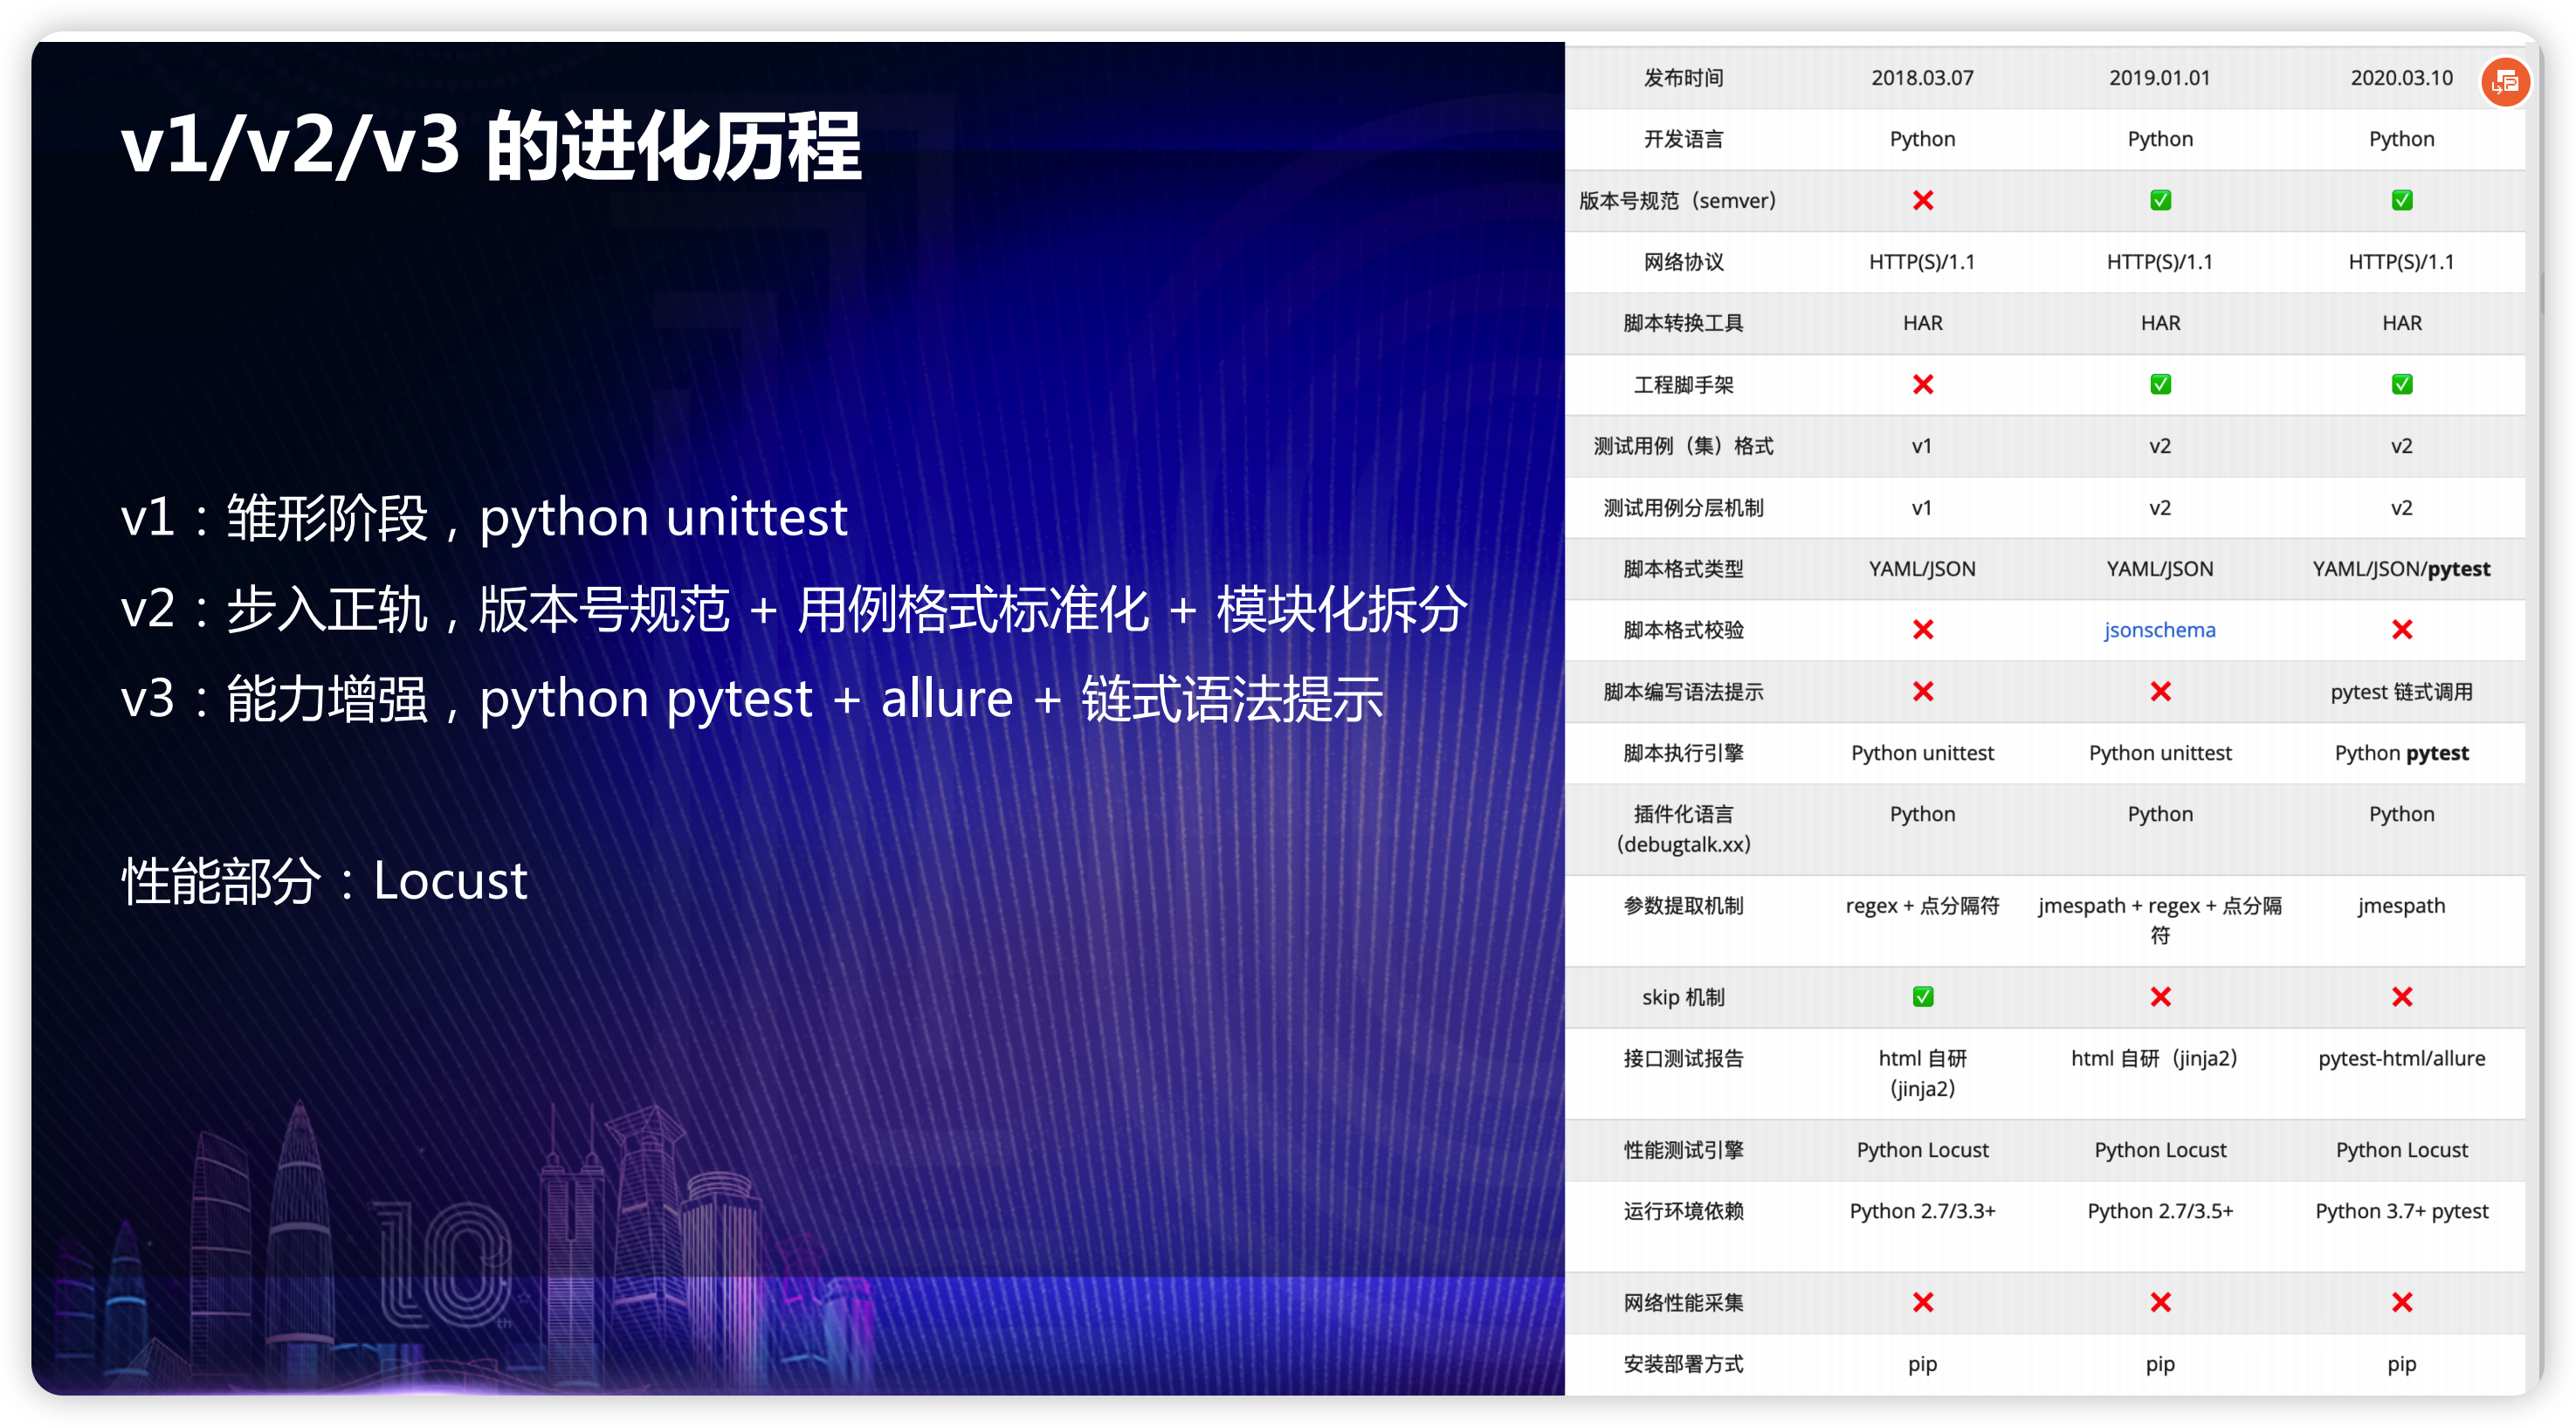 v1/v2/v3 的进化历程
v1：雏形阶段，python unittest
v2：步入正轨，版本号规范 + 用例格式标准化 + 模块化拆分
v3：能力增强，python pytest + allure + 链式语法提示
性能部分：Locust
10th
发布时间 2018.03.07 2019.01.01 2020.03.10
开发语言 Python Python Python
版本号规范（semver） ❌ ✅ ✅
网络协议 HTTP(S)/1.1 HTTP(S)/1.1 HTTP(S)/1.1
脚本转换工具 HAR HAR HAR
工程脚手架 ❌ ✅ ✅
测试用例（集）格式 v1 v2 v2
测试用例分层机制 v1 v2 v2
脚本格式类型 YAML/JSON YAML/JSON YAML/JSON/pytest
脚本格式校验 ❌ jsonschema ❌
脚本编写语法提示 ❌ ❌ pytest 链式调用
脚本执行引擎 Python unittest Python unittest Python pytest
插件化语言 Python Python Python
（debugtalk.xx）
参数提取机制 regex + 点分隔符 jmespath + regex + 点分隔 jmespath
符
skip 机制 ✅ ❌ ❌
接口测试报告 html 自研 html 自研（jinja2） pytest-html/allure
（jinja2）
性能测试引擎 Python Locust Python Locust Python Locust
运行环境依赖 Python 2.7/3.3+ Python 2.7/3.5+ Python 3.7+ pytest
网络性能采集 ❌ ❌ ❌
安装部署方式 pip pip pip